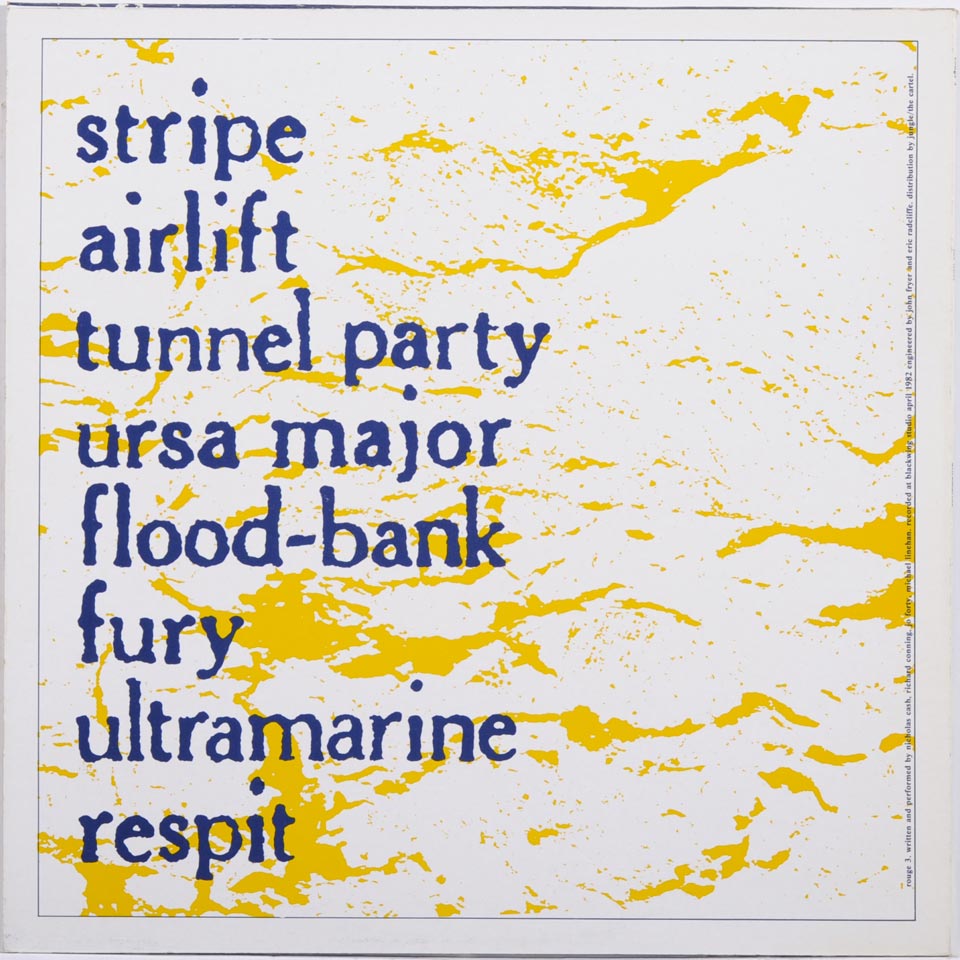 stripe
airlift
tunnel party
ursa major
flood-bank
fury
ultramarine
respit
rouge 3. written and performed by nicholas cash, richard conning, jo forty, michael linehan. recorded at blackwing studio april 1982 engineered by john fryer and eric radcliffe. distribution by jungle/the cartel.